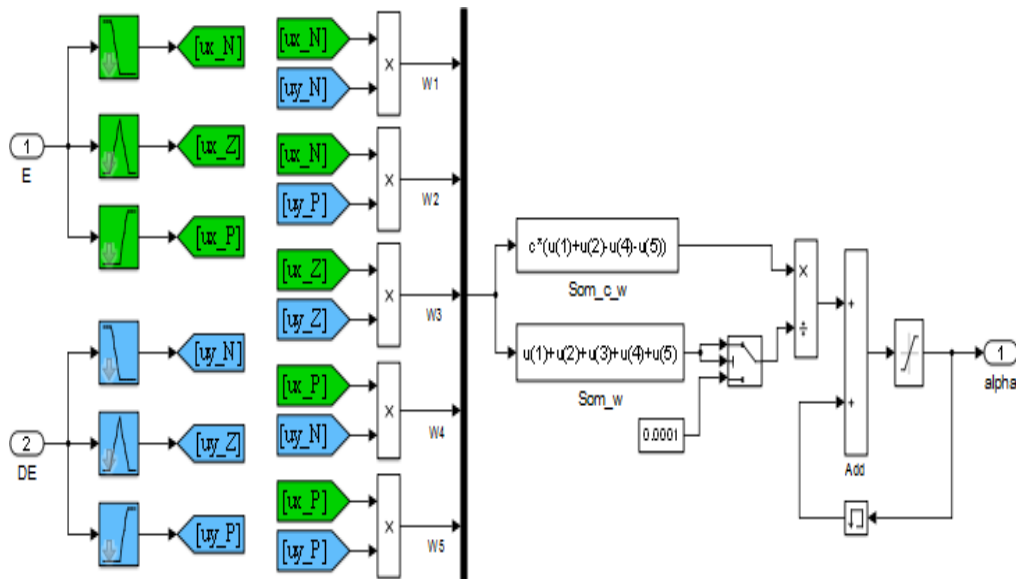 1
E
[ux_N]
[ux_Z]
[ux_P]
2
DE
[uy_N]
[uy_Z]
[uy_P]
[ux_N]
[uy_N]
×
W1
[ux_N]
[uy_P]
×
W2
[ux_Z]
[uy_Z]
×
W3
[ux_P]
[uy_N]
×
W4
[ux_P]
[uy_P]
×
W5
c*(u(1)+u(2)-u(4)-u(5))
Som_c_w
u(1)+u(2)+u(3)+u(4)+u(5)
Som_w
0.0001
×
÷
+
+
Add
1
alpha